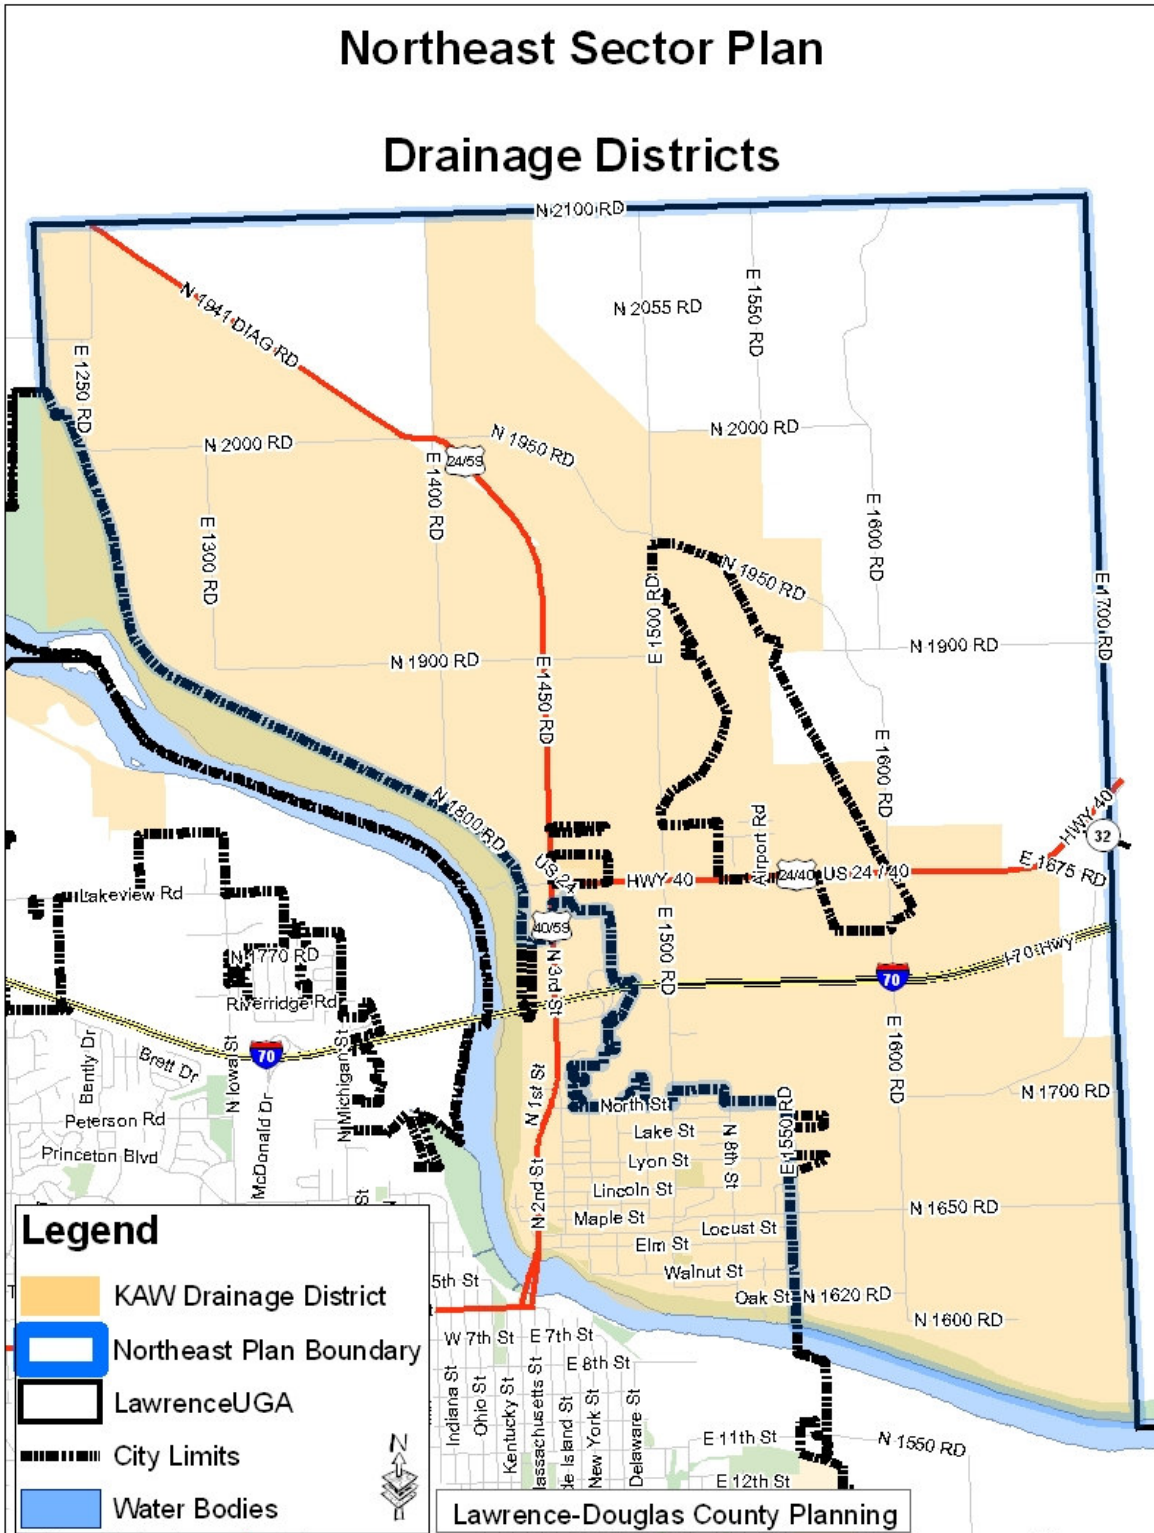 Northeast Sector Plan
Drainage Districts
N 2100 RD
N 1941 DIAG RD
N 2055 RD
E 1550 RD
E 1250 RD
N 2000 RD
N 1950 RD
N 2000 RD
24/59
E 1400 RD
E 1300 RD
E 1600 RD
N 1950 RD
E 1500 RD
E 1700 RD
N 1900 RD
N 1900 RD
E 1450 RD
E 1600 RD
N 1800 RD
HWY 40
32
Airport Rd
US 24
HWY 40
24/40
US 24 / 40
E 1675 RD
Lakeview Rd
40/59
E 1500 RD
N 1770 RD
N 3rd St
I-70 Hwy
70
Riverridge Rd
70
Bently Dr
Brett Dr
N Iowa St
N Michigan St
E 1600 RD
N 1st St
N 1700 RD
North St
E 1550 RD
Peterson Rd
McDonald Dr
Lake St
N 8th St
Princeton Blvd
Lyon St
Lincoln St
N 2nd St
N 1650 RD
Maple St
Locust St
Elm St
Walnut St
St
N
5th St
Oak St
N 1620 RD
N 1600 RD
W 7th St
E 7th St
E 8th St
Indiana St
Ohio St
Kentucky St
assachusetts St
de Island St
New York St
Delaware St
E 11th St
N 1550 RD
E 12th St
Legend
KAW Drainage District
Northeast Plan Boundary
LawrenceUGA
City Limits
Water Bodies
N
Lawrence-Douglas County Planning